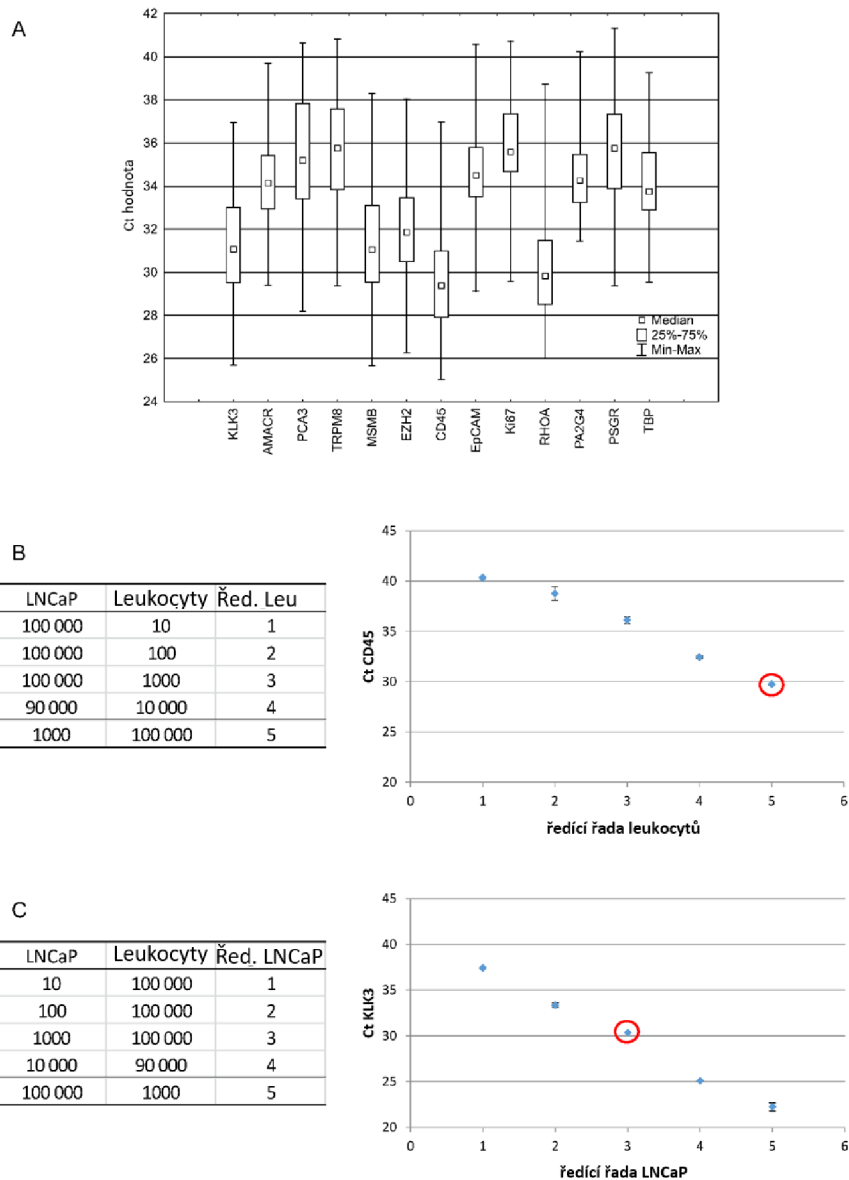 A
42
40
38
36
34
32
30
28
26
24
Ct hodnota
Median
25%-75%
Min-Max
KLK3 AMACR PCA3 TRPM8 MSMB EZH2 CD45 EpCAM Ki67 RHOA PA2G4 PSGR TBP
B
LNCaP Leukocyty Řed. Leu
100 000 10 1
100 000 100 2
100 000 1000 3
90 000 10 000 4
1000 100 000 5
45
40
35
30
25
20
Ct CD45
0 1 2 3 4 5 6
ředící řada leukocytů
C
LNCaP Leukocyty Řed. LNCaP
10 100 000 1
100 100 000 2
1000 100 000 3
10 000 90 000 4
100 000 1000 5
45
40
35
30
25
20
Ct KLK3
0 1 2 3 4 5 6
ředící řada LNCaP